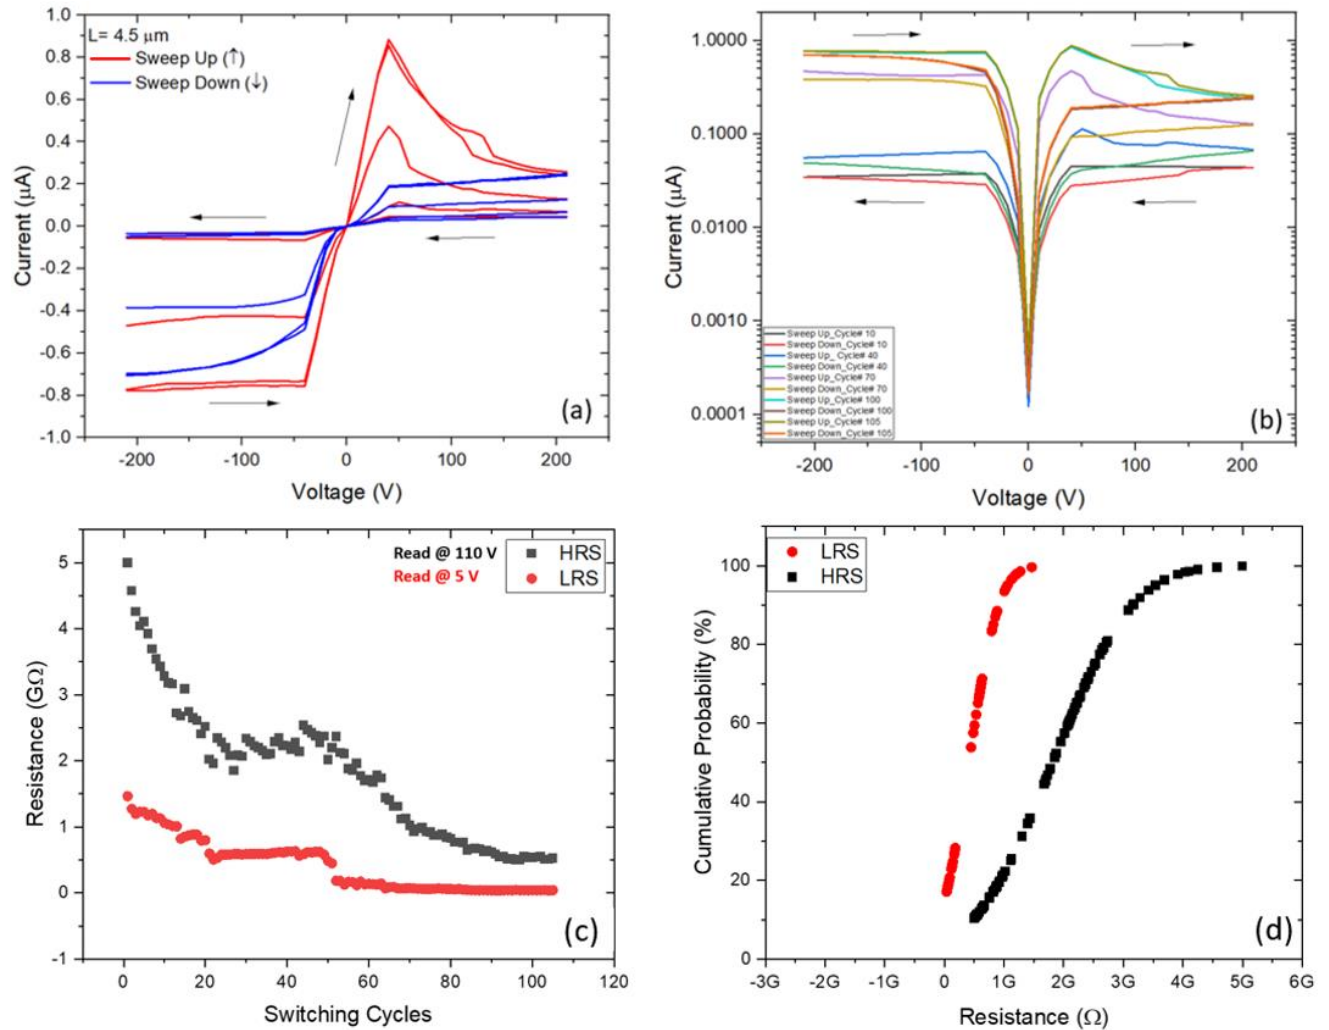 (a)
L= 4.5 μm
Sweep Up (↑)
Sweep Down (↓)
1.0
0.8
0.6
0.4
0.2
0.0
-0.2
-0.4
-0.6
-0.8
-1.0
Current (μA)
-200 -100 0 100 200
Voltage (V)
1.0000
0.1000
0.0100
0.0010
0.0001
Current (μA)
Sweep Up_Cycle# 10
Sweep Down_Cycle# 10
Sweep Up_ Cycle# 40
Sweep Down_Cycle# 40
Sweep Up_Cycle# 70
Sweep Down_Cycle# 70
Sweep Up_Cycle# 100
Sweep Down_Cycle# 100
Sweep Up_Cycle# 105
Sweep Down_Cycle# 105
(b)
-200 -100 0 100 200
Voltage (V)
Read @ 110 V
Read @ 5 V
HRS
LRS
5
4
3
2
1
0
-1
Resistance (GΩ)
(c)
0 20 40 60 80 100 120
Switching Cycles
LRS
HRS
100
80
60
40
20
0
Cumulative Probability (%)
(d)
-3G -2G -1G 0 1G 2G 3G 4G 5G 6G
Resistance (Ω)